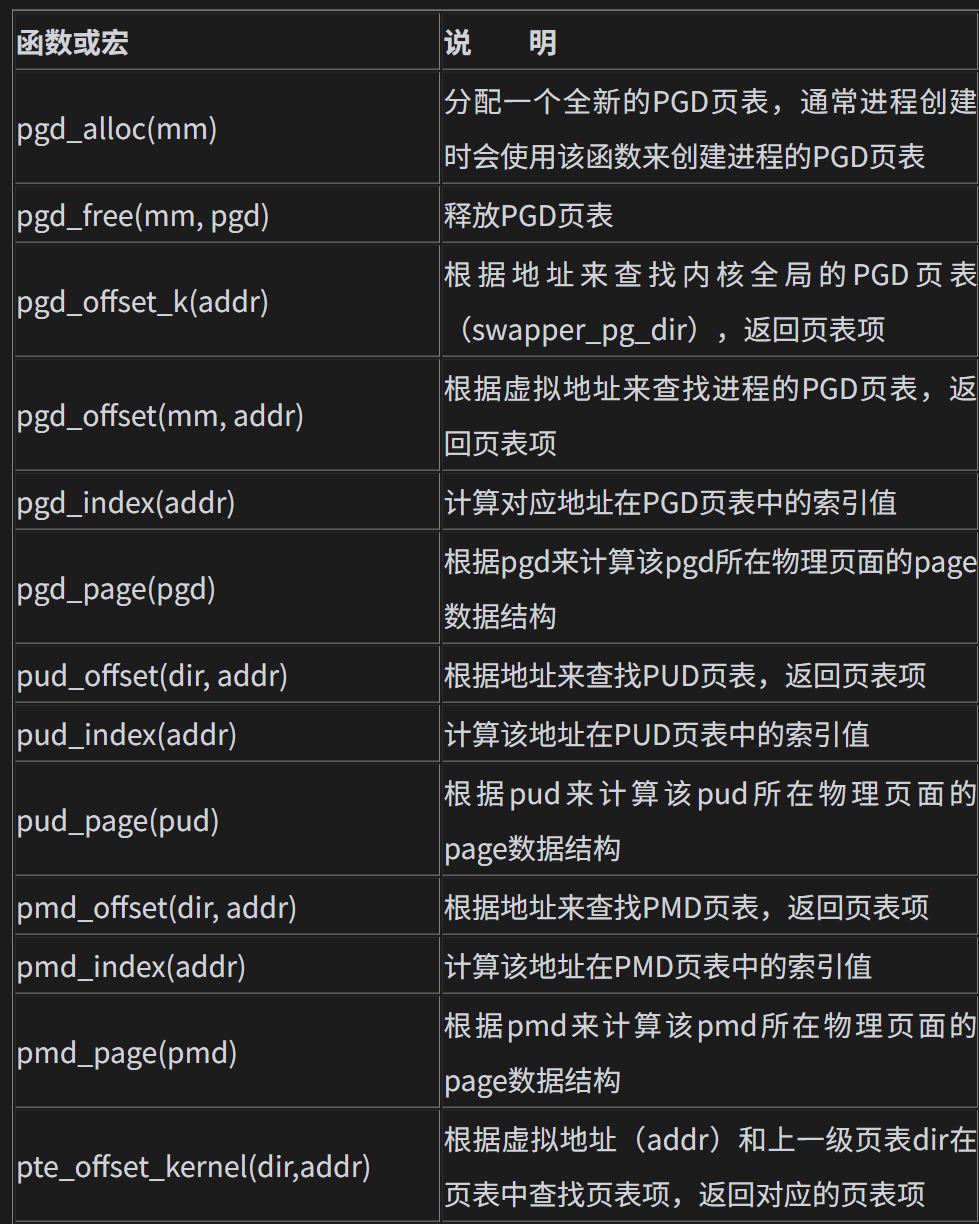 函数或宏
说 明
pgd_alloc(mm)
分配一个全新的PGD页表，通常进程创建
时会使用该函数来创建进程的PGD页表
pgd_free(mm, pgd)
释放PGD页表
pgd_offset_k(addr)
根据地址来查找内核全局的PGD页表
（swapper_pg_dir），返回页表项
pgd_offset(mm, addr)
根据虚拟地址来查找进程的PGD页表，返
回页表项
pgd_index(addr)
计算对应地址在PGD页表中的索引值
pgd_page(pgd)
根据pgd来计算该pgd所在物理页面的page
数据结构
pud_offset(dir, addr)
根据地址来查找PUD页表，返回页表项
pud_index(addr)
计算该地址在PUD页表中的索引值
pud_page(pud)
根据pud来计算该pud所在物理页面的
page数据结构
pmd_offset(dir, addr)
根据地址来查找PMD页表，返回页表项
pmd_index(addr)
计算该地址在PMD页表中的索引值
pmd_page(pmd)
根据pmd来计算该pmd所在物理页面的
page数据结构
pte_offset_kernel(dir,addr)
根据虚拟地址（addr）和上一级页表dir在
页表中查找页表项，返回对应的页表项